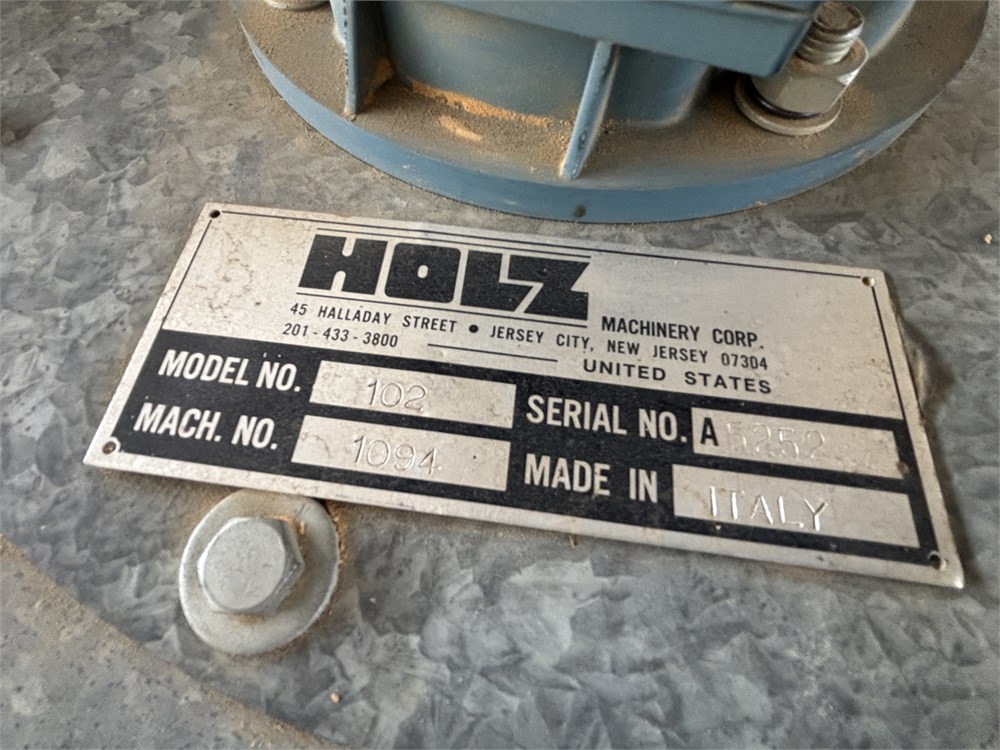 HOLZ
MACHINERY CORP.
45 HALLADAY STREET • JERSEY CITY, NEW JERSEY 07304
201-433-3800
UNITED STATES
MODEL NO. 102
SERIAL NO. A 5252
MACH. NO. 1094
MADE IN ITALY